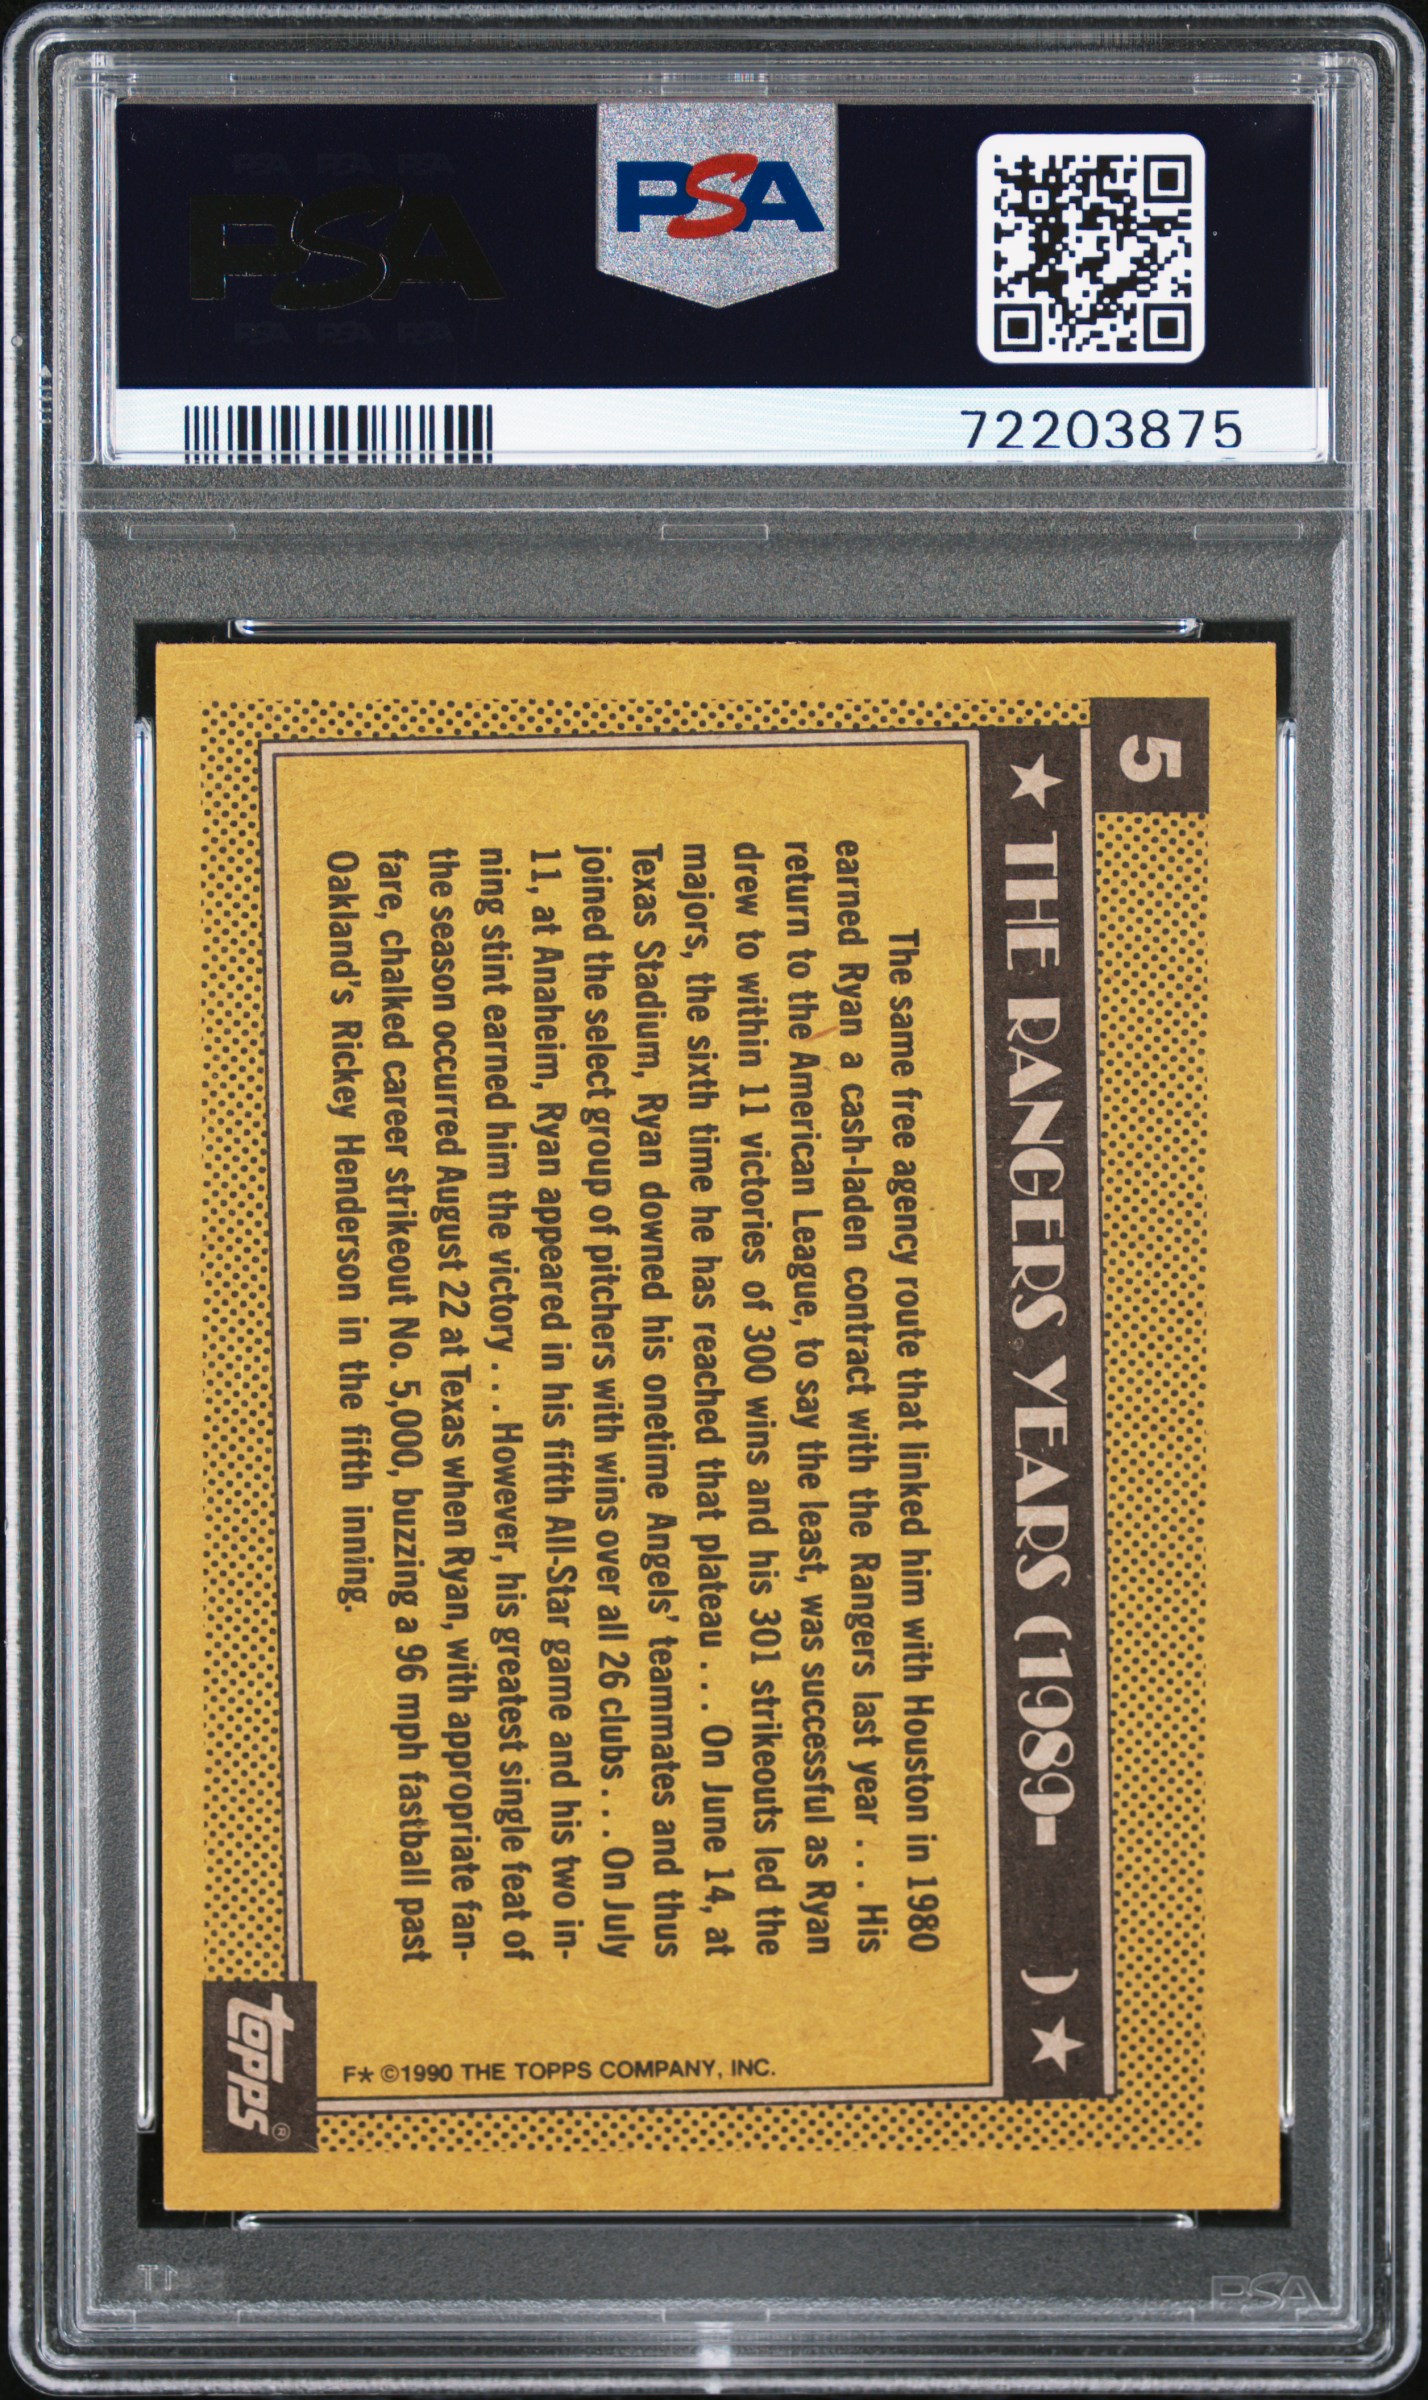 PSA
PSA
72203875
5
★ THE RANGERS YEARS (1989- ) ★
The same free agency route that linked him with Houston in 1980
earned Ryan a cash-laden contract with the Rangers last year . . . His
return to the American League, to say the least, was successful as Ryan
drew to within 11 victories of 300 wins and his 301 strikeouts led the
majors, the sixth time he has reached that plateau . . . On June 14, at
Texas Stadium, Ryan downed his onetime Angels' teammates and thus
joined the select group of pitchers with wins over all 26 clubs . . . On July
11, at Anaheim, Ryan appeared in his fifth All-Star game and his two in-
ning stint earned him the victory . . . However, his greatest single feat of
the season occurred August 22 at Texas when Ryan, with appropriate fan-
fare, chalked career strikeout No. 5,000, buzzing a 96 mph fastball past
Oakland's Rickey Henderson in the fifth inning.
F* ©1990 THE TOPPS COMPANY, INC.
topps®
PSA